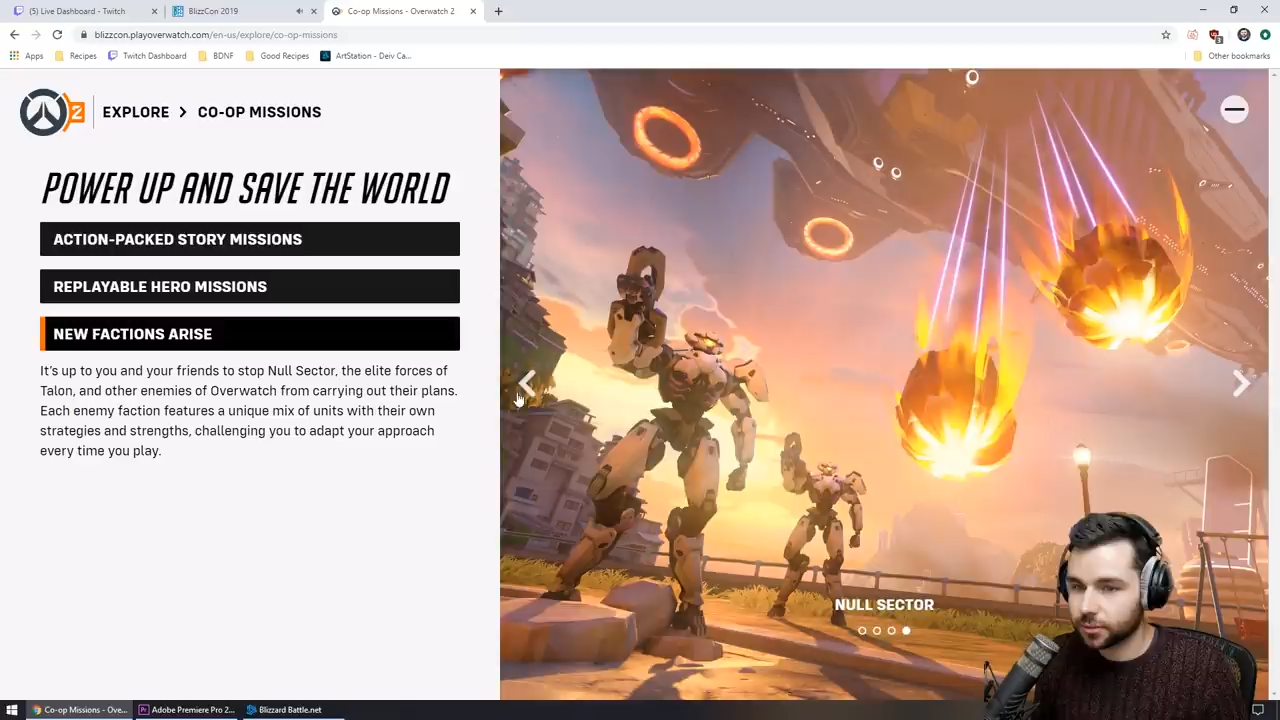 (5) Live Dashboard - Twitch
BlizzCon 2019
Co-op Missions - Overwatch 2
blizzcon.playoverwatch.com/en-us/explore/co-op-missions
3
Apps
Recipes
Twitch Dashboard
BDNF
Good Recipes
ArtStation - Deiv Ca...
Other bookmarks
2
EXPLORE > CO-OP MISSIONS
POWER UP AND SAVE THE WORLD
ACTION-PACKED STORY MISSIONS
REPLAYABLE HERO MISSIONS
NEW FACTIONS ARISE
It's up to you and your friends to stop Null Sector, the elite forces of
Talon, and other enemies of Overwatch from carrying out their plans.
Each enemy faction features a unique mix of units with their own
strategies and strengths, challenging you to adapt your approach
every time you play.
NULL SECTOR
Co-op Missions - Ove...
Adobe Premiere Pro 2...
Blizzard Battle.net